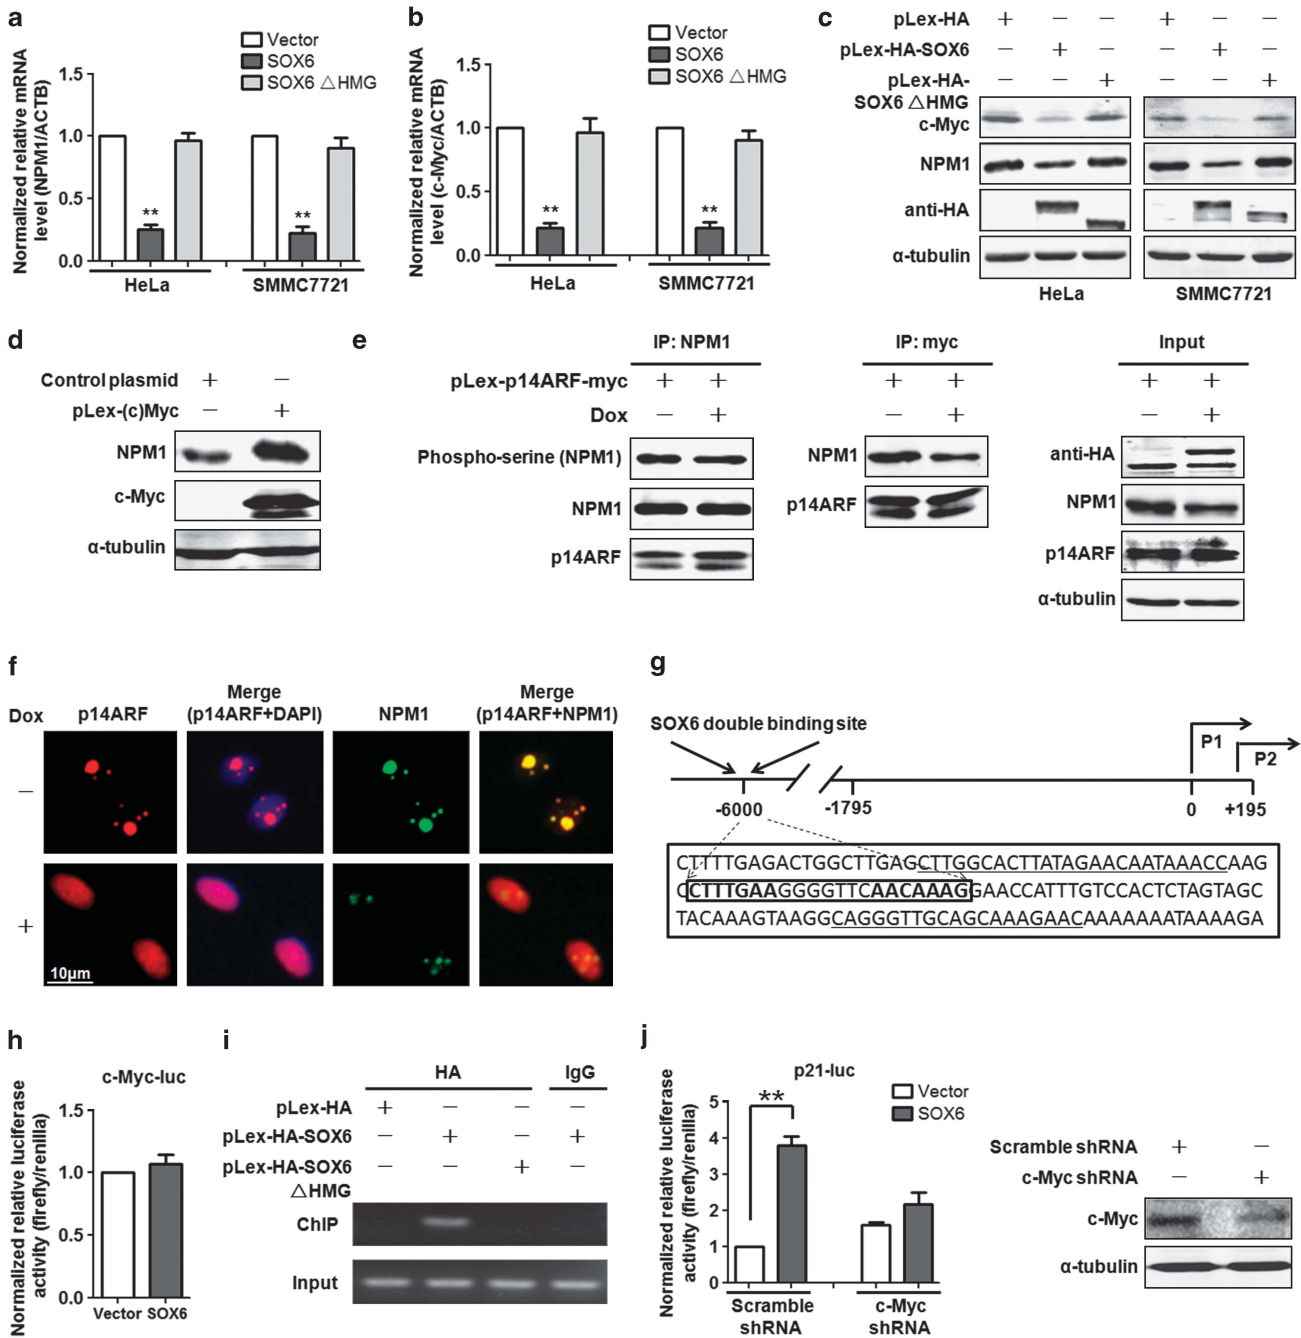 a
Vector
SOX6
SOX6 △HMG
Normalized relative mRNA
level (NPM1/ACTB)
1.5
1.0
0.5
0.0
**
**
HeLa
SMMC7721
b
Vector
SOX6
SOX6 △HMG
Normalized relative mRNA
level (c-Myc/ACTB)
1.5
1.0
0.5
0.0
**
**
HeLa
SMMC7721
c
pLex-HA + − − + − −
pLex-HA-SOX6 − + − − + −
pLex-HA- − − + − − +
SOX6 △HMG
c-Myc
NPM1
anti-HA
α-tubulin
HeLa
SMMC7721
d
Control plasmid + −
pLex-(c)Myc − +
NPM1
c-Myc
α-tubulin
e
IP: NPM1
IP: myc
Input
pLex-p14ARF-myc + + + + + +
Dox − + − + − +
Phospho-serine (NPM1)
NPM1
p14ARF
NPM1
p14ARF
anti-HA
NPM1
p14ARF
α-tubulin
f
Dox
p14ARF
Merge
(p14ARF+DAPI)
NPM1
Merge
(p14ARF+NPM1)
−
+
10μm
g
SOX6 double binding site
P1
P2
-6000
-1795
0
+195
CTTTTGAGACTGGCTTGAGCTTGGCACTTATAGAACAATAAACCAAG
CCTTTGAAGGGGTTCAACAAAGGAACCATTTGTCCACTCTAGTAGC
TACAAAGTAAGGCAGGGTTGCAGCAAAGAACAAAAAAATAAAAGA
h
c-Myc-luc
Normalized relative luciferase
activity (firefly/renilla)
1.5
1.0
0.5
0.0
Vector SOX6
i
HA
IgG
pLex-HA + − − −
pLex-HA-SOX6 − + − +
pLex-HA-SOX6 − − + −
△HMG
ChIP
Input
j
p21-luc
Vector
SOX6
Normalized relative luciferase
activity (firefly/renilla)
5
4
3
2
1
0
**
Scramble
shRNA
c-Myc
shRNA
Scramble shRNA + −
c-Myc shRNA − +
c-Myc
α-tubulin